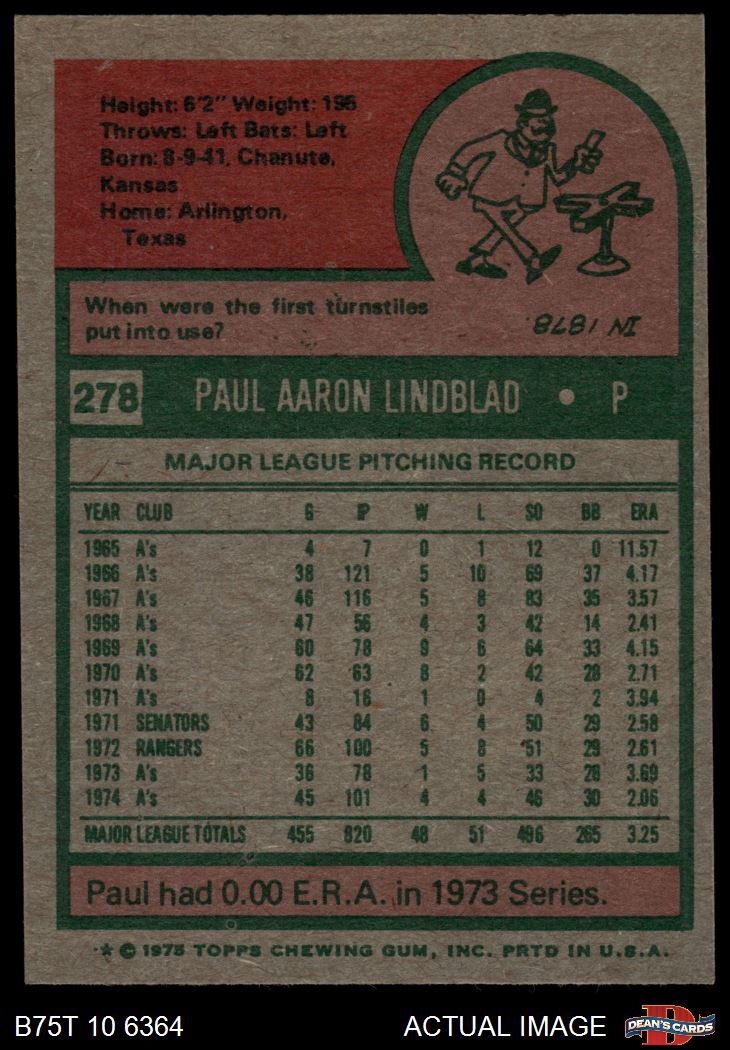 Height: 6'2" Weight: 195
Throws: Left Bats: Left
Born: 8-9-41, Chanute,
Kansas
Home: Arlington,
Texas
When were the first turnstiles
put into use?
IN 1878.
278 PAUL AARON LINDBLAD • P
MAJOR LEAGUE PITCHING RECORD
YEAR CLUB G IP W L SO BB ERA
1965 A's 4 7 0 1 12 0 11.57
1966 A's 38 121 5 10 69 37 4.17
1967 A's 46 116 5 8 83 35 3.57
1968 A's 47 56 4 3 42 14 2.41
1969 A's 60 78 9 6 64 33 4.15
1970 A's 62 63 8 2 42 28 2.71
1971 A's 8 16 1 0 4 2 3.94
1971 SENATORS 43 84 6 4 50 29 2.58
1972 RANGERS 66 100 5 8 51 29 2.61
1973 A's 36 78 1 5 33 28 3.69
1974 A's 45 101 4 4 46 30 2.06
MAJOR LEAGUE TOTALS 455 820 48 51 496 265 3.25
Paul had 0.00 E.R.A. in 1973 Series.
* © 1975 TOPPS CHEWING GUM, INC. PRTD IN U.S.A.
B75T 10 6364 ACTUAL IMAGE D DEAN'S CARDS